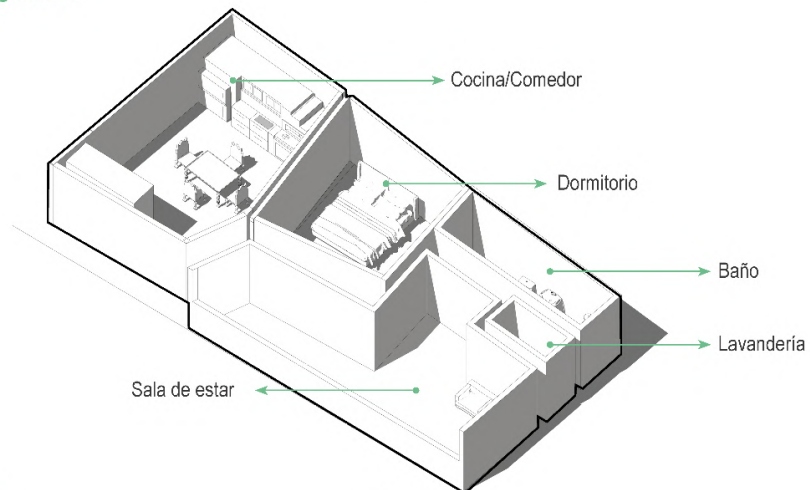 Cocina/Comedor
Dormitorio
Baño
Lavandería
Sala de estar